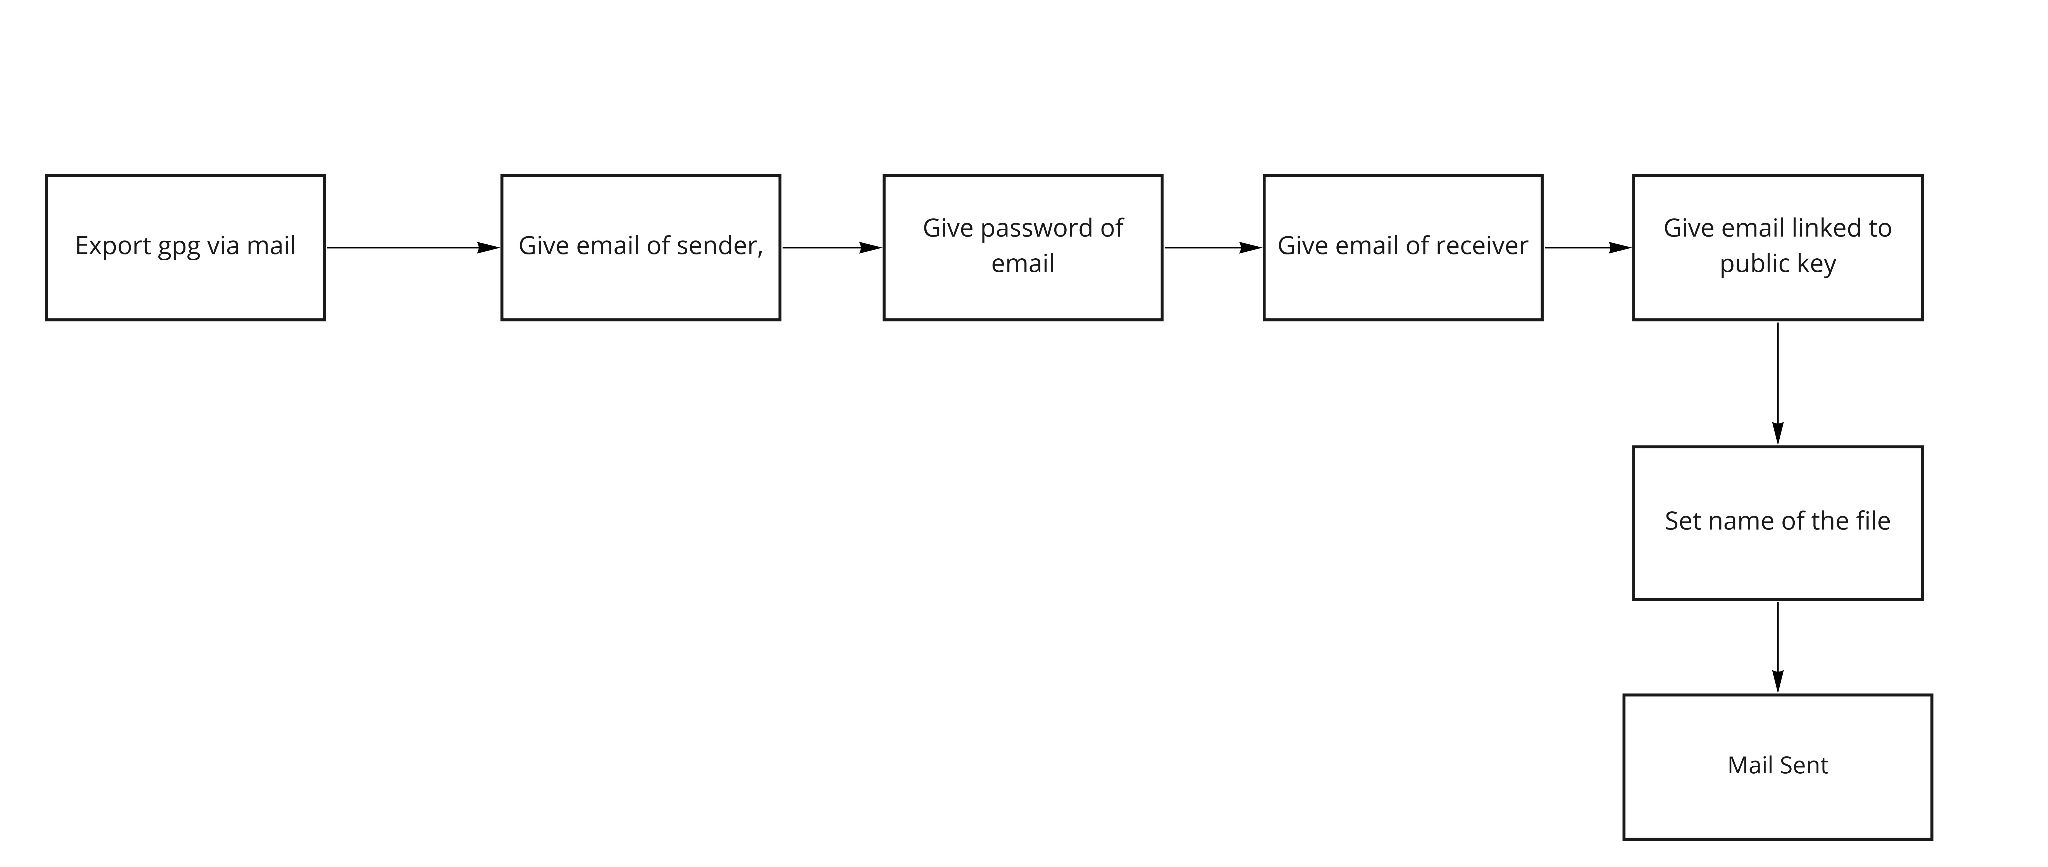 Export gpg via mail
Give email of sender,
Give password of
email
Give email of receiver
Give email linked to
public key
Set name of the file
Mail Sent